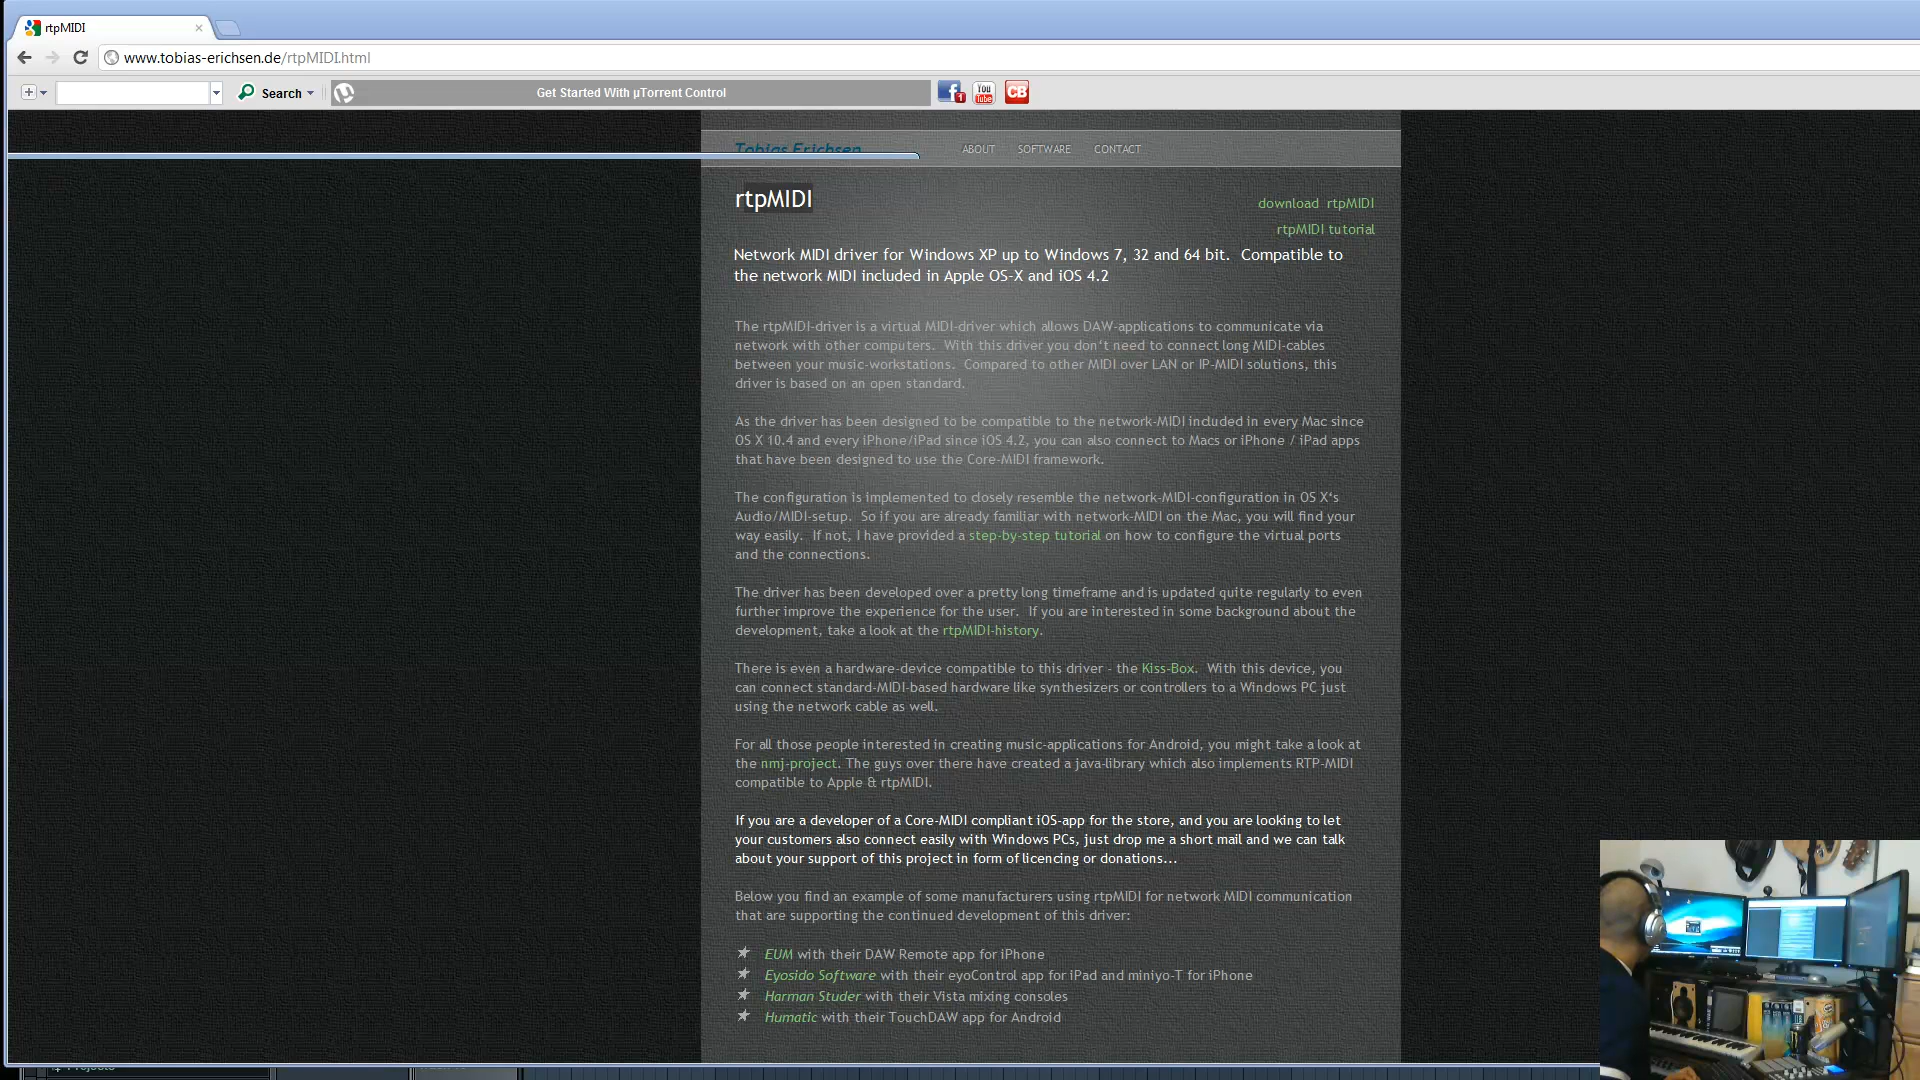 rtpMIDI
www.tobias-erichsen.de/rtpMIDI.html
Search
Get Started With µTorrent Control
1
You
Tube
CB
Tobias Erichsen
ABOUT SOFTWARE CONTACT
rtpMIDI
download rtpMIDI
rtpMIDI tutorial
Network MIDI driver for Windows XP up to Windows 7, 32 and 64 bit. Compatible to
the network MIDI included in Apple OS-X and iOS 4.2
The rtpMIDI-driver is a virtual MIDI-driver which allows DAW-applications to communicate via
network with other computers. With this driver you don't need to connect long MIDI-cables
between your music-workstations. Compared to other MIDI over LAN or IP-MIDI solutions, this
driver is based on an open standard.
As the driver has been designed to be compatible to the network-MIDI included in every Mac since
OS X 10.4 and every iPhone/iPad since iOS 4.2, you can also connect to Macs or iPhone / iPad apps
that have been designed to use the Core-MIDI framework.
The configuration is implemented to closely resemble the network-MIDI-configuration in OS X's
Audio/MIDI-setup. So if you are already familiar with network-MIDI on the Mac, you will find your
way easily. If not, I have provided a step-by-step tutorial on how to configure the virtual ports
and the connections.
The driver has been developed over a pretty long timeframe and is updated quite regularly to even
further improve the experience for the user. If you are interested in some background about the
development, take a look at the rtpMIDI-history.
There is even a hardware-device compatible to this driver - the Kiss-Box. With this device, you
can connect standard-MIDI-based hardware like synthesizers or controllers to a Windows PC just
using the network cable as well.
For all those people interested in creating music-applications for Android, you might take a look at
the nmj-project. The guys over there have created a java-library which also implements RTP-MIDI
compatible to Apple & rtpMIDI.
If you are a developer of a Core-MIDI compliant iOS-app for the store, and you are looking to let
your customers also connect easily with Windows PCs, just drop me a short mail and we can talk
about your support of this project in form of licencing or donations...
Below you find an example of some manufacturers using rtpMIDI for network MIDI communication
that are supporting the continued development of this driver:
EUM with their DAW Remote app for iPhone
Eyosido Software with their eyoControl app for iPad and miniyo-T for iPhone
Harman Studer with their Vista mixing consoles
Humatic with their TouchDAW app for Android